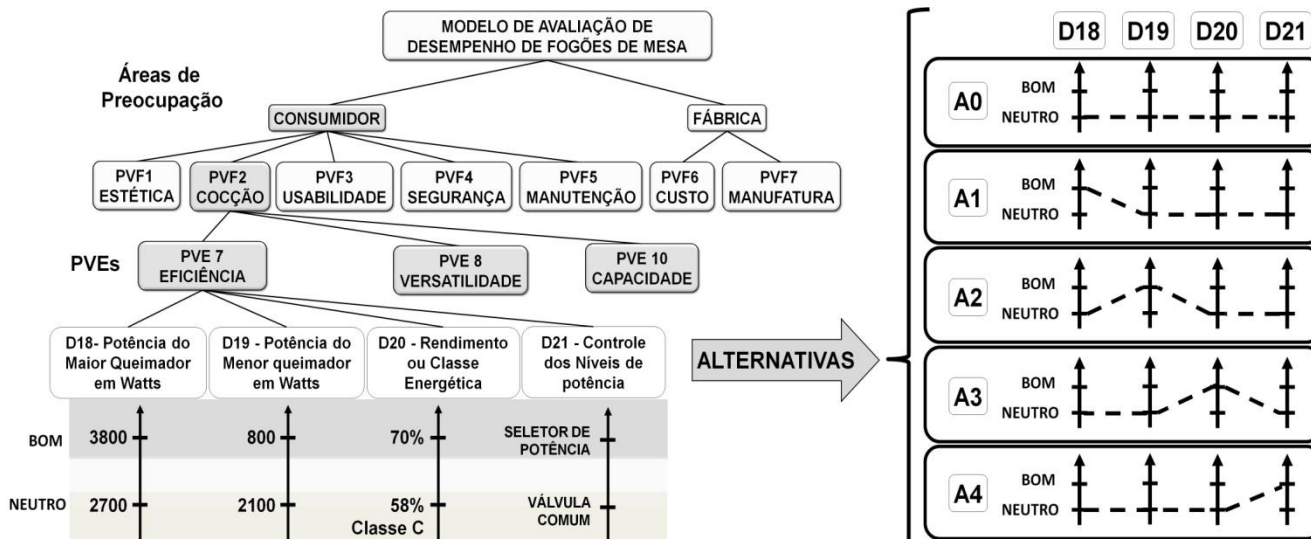 MODELO DE AVALIAÇÃO DE
DESEMPENHO DE FOGÕES DE MESA
Áreas de
Preocupação
CONSUMIDOR
FÁBRICA
PVF1
ESTÉTICA
PVF2
COCÇÃO
PVF3
USABILIDADE
PVF4
SEGURANÇA
PVF5
MANUTENÇÃO
PVF6
CUSTO
PVF7
MANUFATURA
PVEs
PVE 7
EFICIÊNCIA
PVE 8
VERSATILIDADE
PVE 10
CAPACIDADE
D18- Potência do
Maior Queimador
em Watts
D19 - Potência do
Menor queimador
em Watts
D20 - Rendimento
ou Classe
Energética
D21 - Controle
dos Níveis de
potência
BOM
3800
800
70%
SELETOR DE
POTÊNCIA
NEUTRO
2700
2100
58%
Classe C
VÁLVULA
COMUM
ALTERNATIVAS
D18 D19 D20 D21
A0
BOM
NEUTRO
A1
BOM
NEUTRO
A2
BOM
NEUTRO
A3
BOM
NEUTRO
A4
BOM
NEUTRO